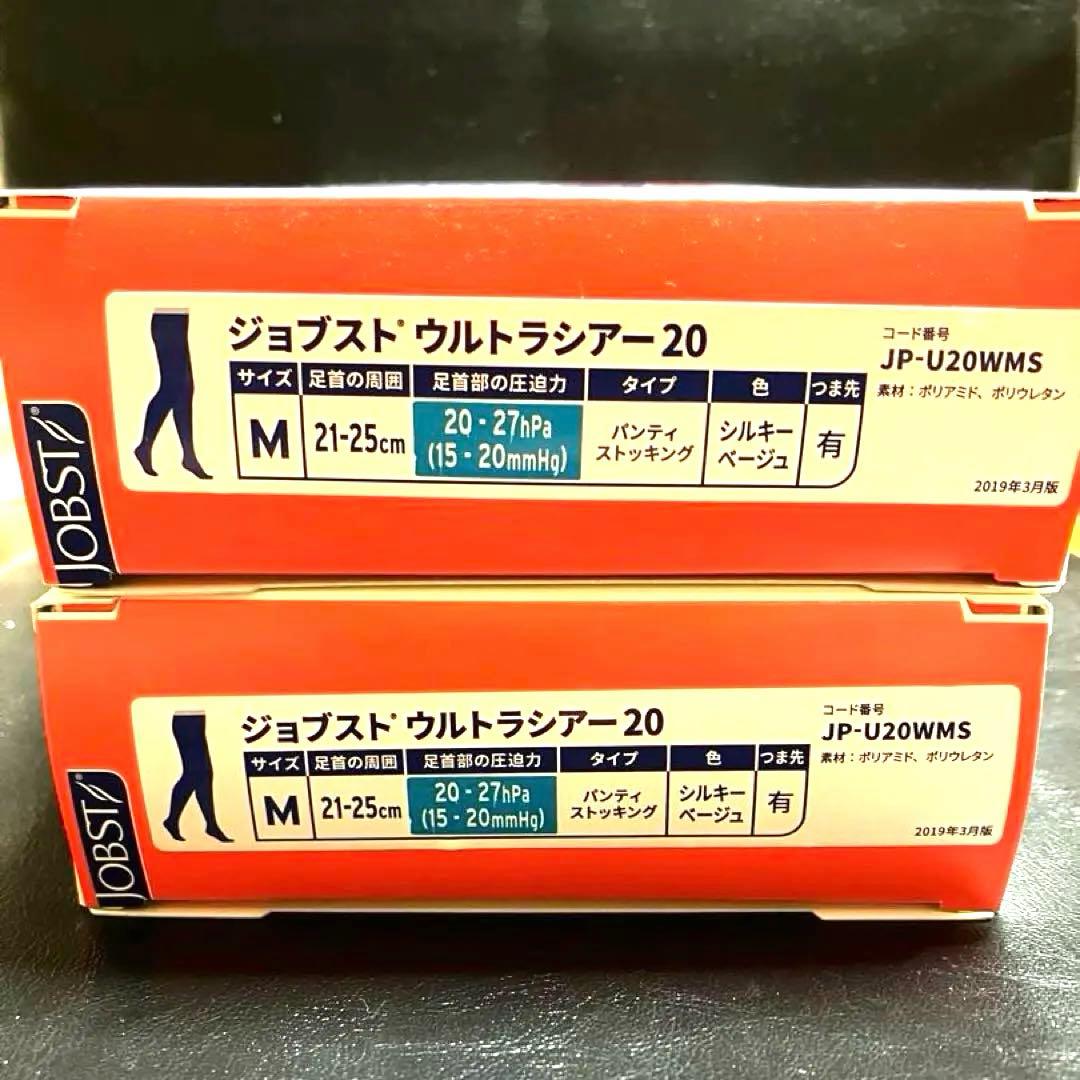 ジョブスト® ウルトラシアー20
コード番号
JP-U20WMS
素材：ポリアミド、ポリウレタン
サイズ 足首の周囲 足首部の圧迫力 タイプ 色 つま先
M 21-25cm 20 - 27hPa (15 - 20mmHg) パンティストッキング シルキーベージュ 有
2019年3月版
JOBST®
ジョブスト® ウルトラシアー20
コード番号
JP-U20WMS
素材：ポリアミド、ポリウレタン
サイズ 足首の周囲 足首部の圧迫力 タイプ 色 つま先
M 21-25cm 20 - 27hPa (15 - 20mmHg) パンティストッキング シルキーベージュ 有
2019年3月版
JOBST®